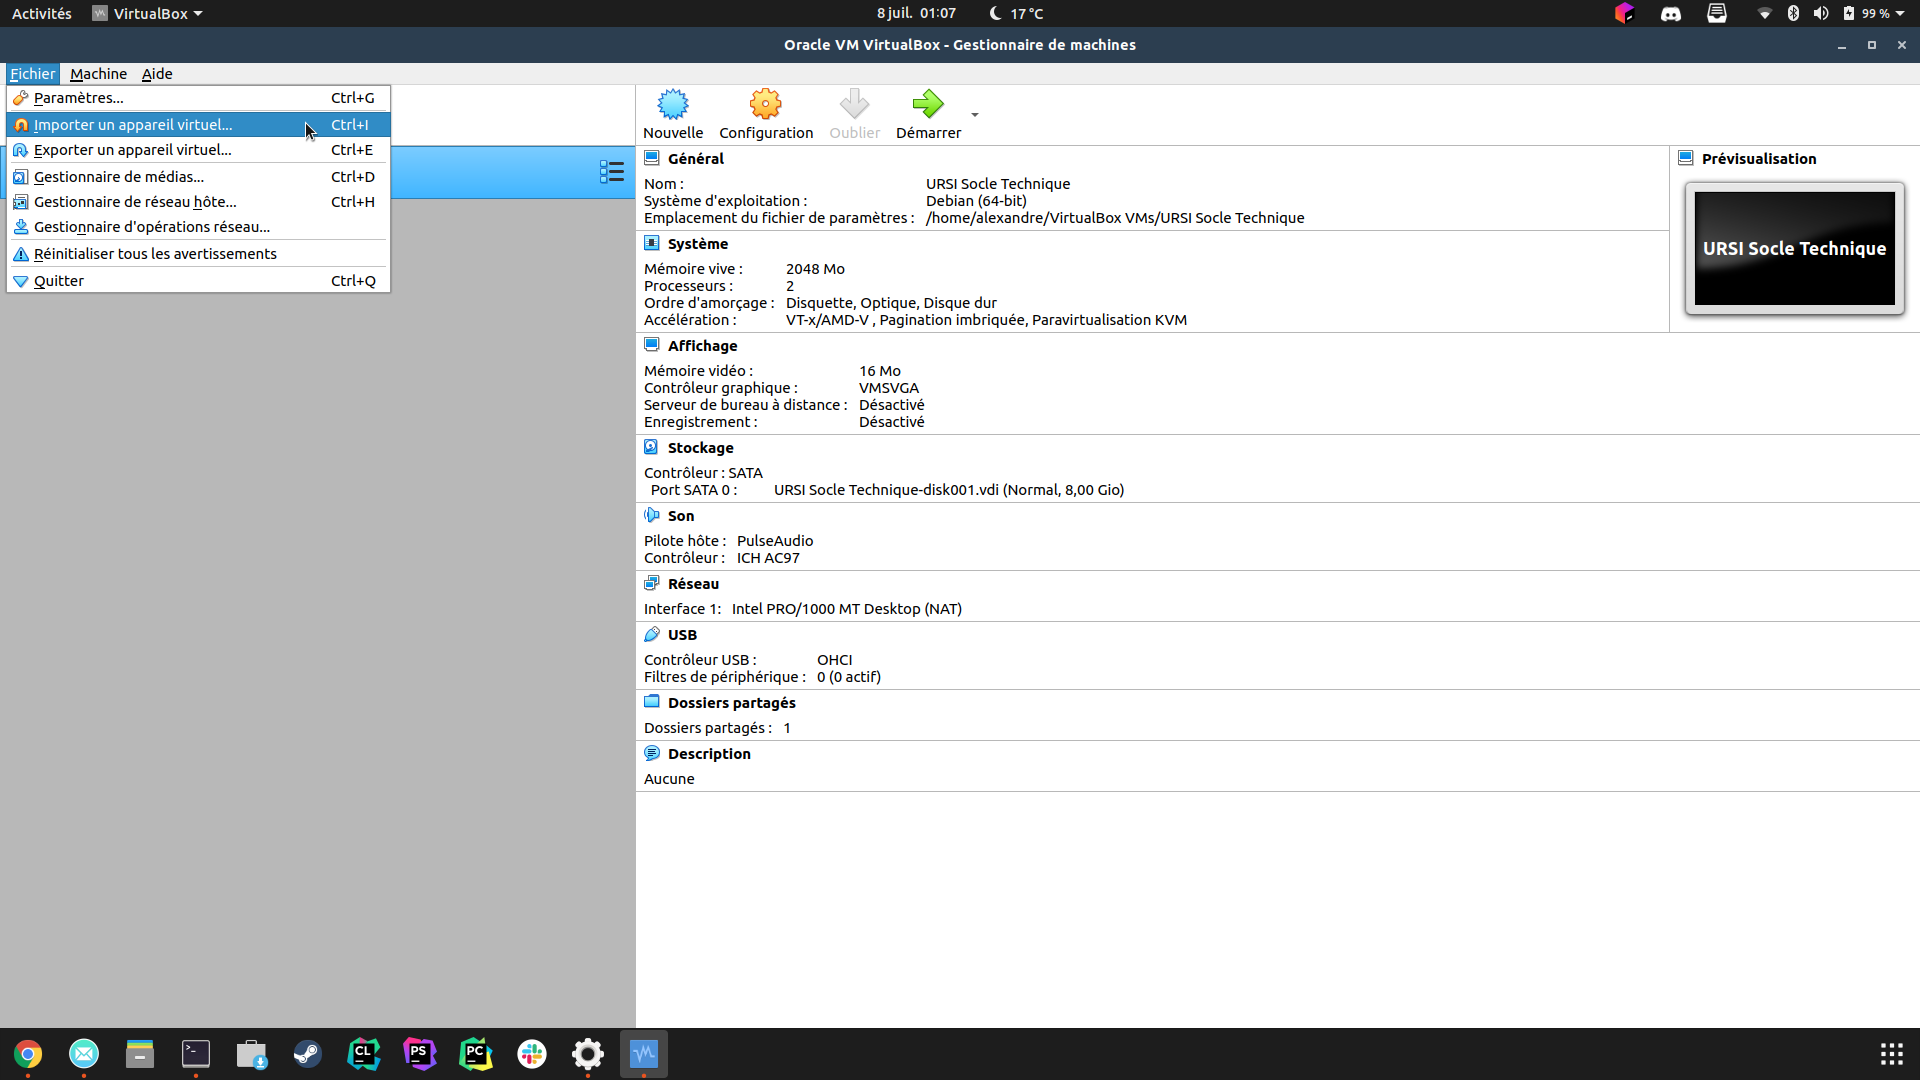 Activités VirtualBox 8 juil. 01:07 17 °C 99 %
Oracle VM VirtualBox - Gestionnaire de machines
Fichier Machine Aide
Paramètres... Ctrl+G
Importer un appareil virtuel... Ctrl+I
Exporter un appareil virtuel... Ctrl+E
Gestionnaire de médias... Ctrl+D
Gestionnaire de réseau hôte... Ctrl+H
Gestionnaire d'opérations réseau...
Réinitialiser tous les avertissements
Quitter Ctrl+Q
Nouvelle Configuration Oublier Démarrer
Général
Nom : URSI Socle Technique
Système d'exploitation : Debian (64-bit)
Emplacement du fichier de paramètres : /home/alexandre/VirtualBox VMs/URSI Socle Technique
Prévisualisation
URSI Socle Technique
Système
Mémoire vive : 2048 Mo
Processeurs : 2
Ordre d'amorçage : Disquette, Optique, Disque dur
Accélération : VT-x/AMD-V , Pagination imbriquée, Paravirtualisation KVM
Affichage
Mémoire vidéo : 16 Mo
Contrôleur graphique : VMSVGA
Serveur de bureau à distance : Désactivé
Enregistrement : Désactivé
Stockage
Contrôleur : SATA
Port SATA 0 : URSI Socle Technique-disk001.vdi (Normal, 8,00 Gio)
Son
Pilote hôte : PulseAudio
Contrôleur : ICH AC97
Réseau
Interface 1: Intel PRO/1000 MT Desktop (NAT)
USB
Contrôleur USB : OHCI
Filtres de périphérique : 0 (0 actif)
Dossiers partagés
Dossiers partagés : 1
Description
Aucune
CL PS PC